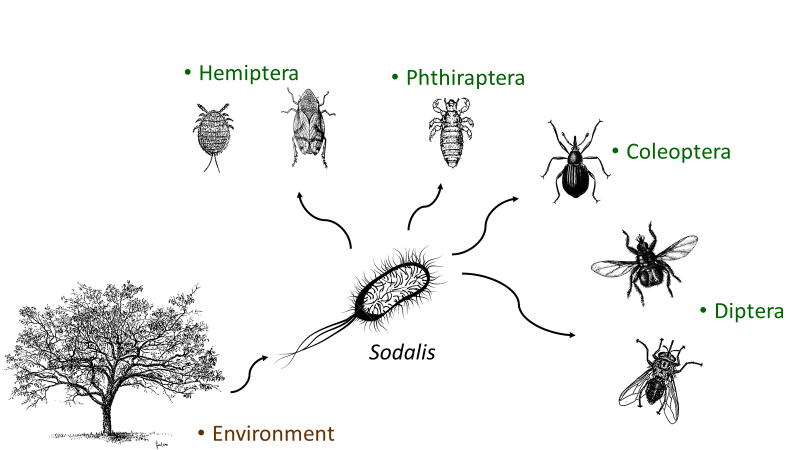 • Hemiptera
• Phthiraptera
• Coleoptera
• Diptera
Sodalis
• Environment